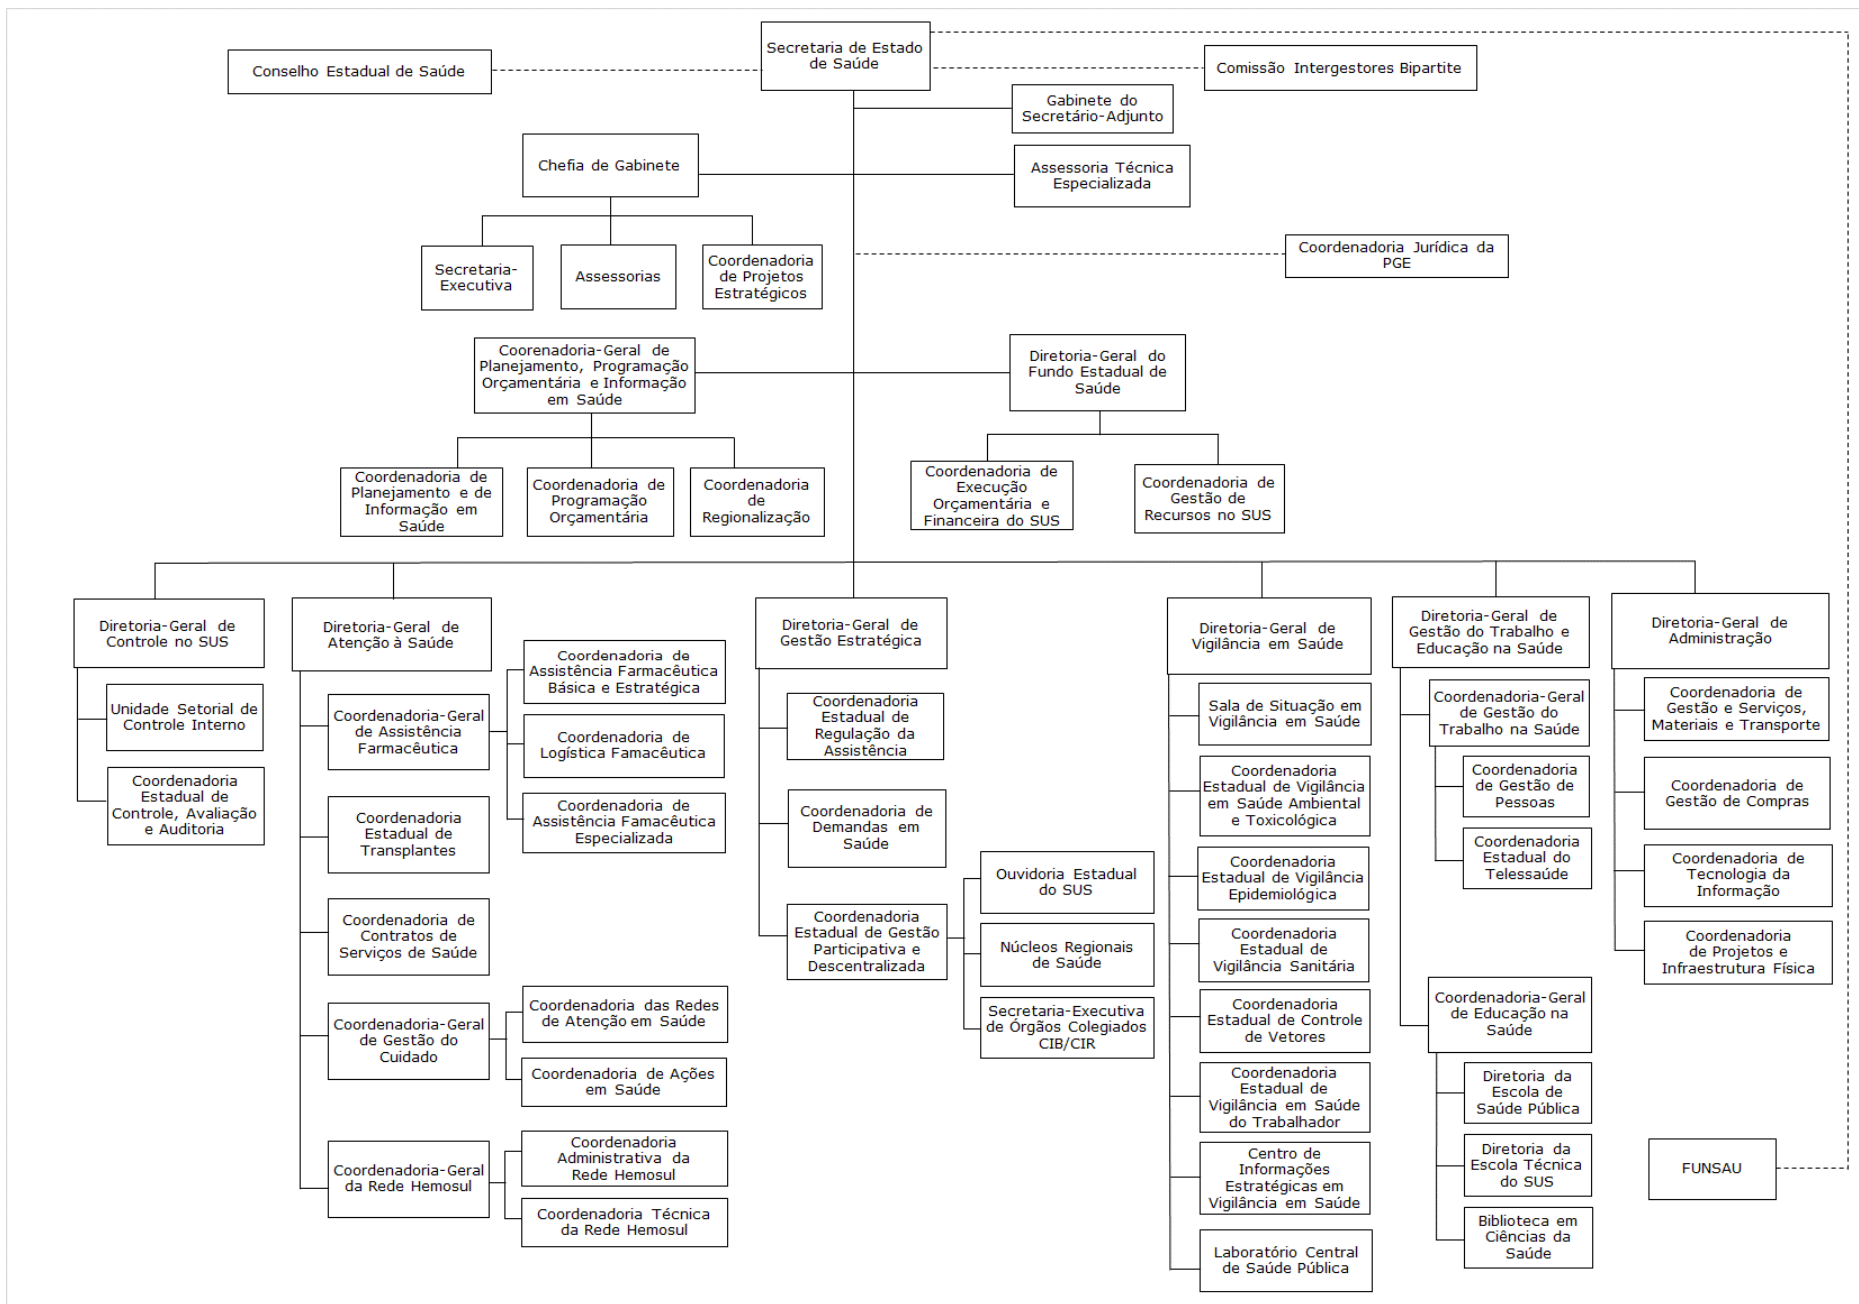 Secretaria de Estado
de Saúde
Conselho Estadual de Saúde
Comissão Intergestores Bipartite
Gabinete do
Secretário-Adjunto
Chefia de Gabinete
Assessoria Técnica
Especializada
Secretaria-
Executiva
Assessorias
Coordenadoria
de Projetos
Estratégicos
Coordenadoria Jurídica da
PGE
Coorenadoria-Geral de
Planejamento, Programação
Orçamentária e Informação
em Saúde
Diretoria-Geral do
Fundo Estadual de
Saúde
Coordenadoria de
Planejamento e de
Informação em
Saúde
Coordenadoria de
Programação
Orçamentária
Coordenadoria
de
Regionalização
Coordenadoria de
Execução
Orçamentária e
Financeira do SUS
Coordenadoria de
Gestão de
Recursos no SUS
Diretoria-Geral de
Controle no SUS
Unidade Setorial de
Controle Interno
Coordenadoria
Estadual de
Controle, Avaliação
e Auditoria
Diretoria-Geral de
Atenção à Saúde
Coordenadoria-Geral
de Assistência
Farmacêutica
Coordenadoria de
Assistência Farmacêutica
Básica e Estratégica
Coordenadoria de
Logística Famacêutica
Coordenadoria de
Assistência Famacêutica
Especializada
Coordenadoria
Estadual de
Transplantes
Coordenadoria de
Contratos de
Serviços de Saúde
Coordenadoria-Geral
de Gestão do
Cuidado
Coordenadoria das Redes
de Atenção em Saúde
Coordenadoria de Ações
em Saúde
Coordenadoria-Geral
da Rede Hemosul
Coordenadoria
Administrativa da
Rede Hemosul
Coordenadoria Técnica
da Rede Hemosul
Diretoria-Geral de
Gestão Estratégica
Coordenadoria
Estadual de
Regulação da
Assistência
Coordenadoria de
Demandas em
Saúde
Coordenadoria
Estadual de Gestão
Participativa e
Descentralizada
Ouvidoria Estadual
do SUS
Núcleos Regionais
de Saúde
Secretaria-Executiva
de Órgãos Colegiados
CIB/CIR
Diretoria-Geral de
Vigilância em Saúde
Sala de Situação em
Vigilância em Saúde
Coordenadoria
Estadual de Vigilância
em Saúde Ambiental
e Toxicológica
Coordenadoria
Estadual de Vigilância
Epidemiológica
Coordenadoria
Estadual de
Vigilância Sanitária
Coordenadoria
Estadual de Controle
de Vetores
Coordenadoria
Estadual de
Vigilância em Saúde
do Trabalhador
Centro de
Informações
Estratégicas em
Vigilância em Saúde
Laboratório Central
de Saúde Pública
Diretoria-Geral de
Gestão do Trabalho e
Educação na Saúde
Coordenadoria-Geral
de Gestão do
Trabalho na Saúde
Coordenadoria
de Gestão de
Pessoas
Coordenadoria
Estadual do
Telessaúde
Coordenadoria-Geral
de Educação na
Saúde
Diretoria da
Escola de
Saúde Pública
Diretoria da
Escola Técnica
do SUS
Biblioteca em
Ciências da
Saúde
Diretoria-Geral de
Administração
Coordenadoria de
Gestão e Serviços,
Materiais e Transporte
Coordenadoria de
Gestão de Compras
Coordenadoria de
Tecnologia da
Informação
Coordenadoria
de Projetos e
Infraestrutura Física
FUNSAU